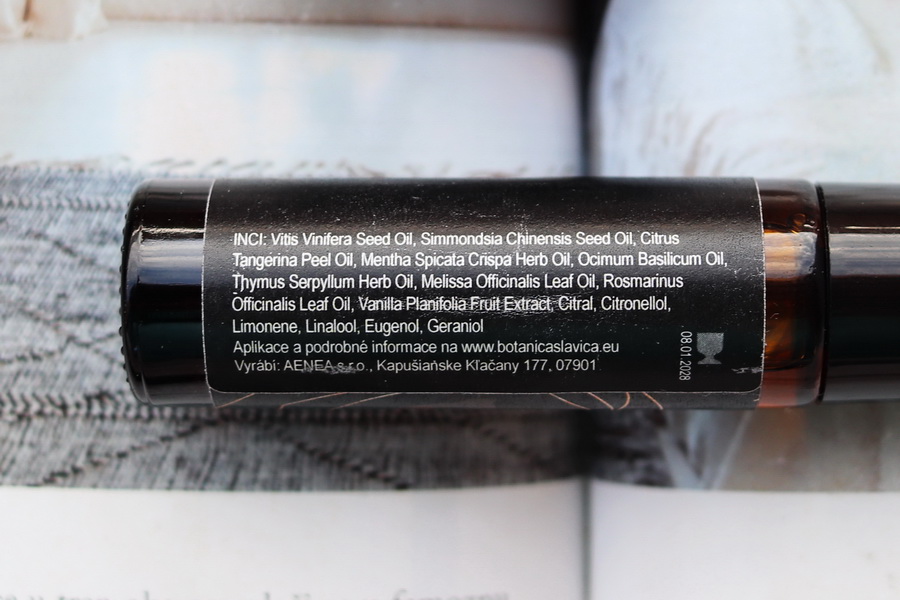 INCI: Vitis Vinifera Seed Oil, Simmondsia Chinensis Seed Oil, Citrus
Tangerina Peel Oil, Mentha Spicata Crispa Herb Oil, Ocimum Basilicum Oil,
Thymus Serpyllum Herb Oil, Melissa Officinalis Leaf Oil, Rosmarinus
Officinalis Leaf Oil, Vanilla Planifolia Fruit Extract, Citral, Citronellol,
Limonene, Linalool, Eugenol, Geraniol
Aplikace a podrobné informace na www.botanicaslavica.eu
Vyrábí: AENEA s.r.o., Kapušianske Kľačany 177, 07901
08.01.2028